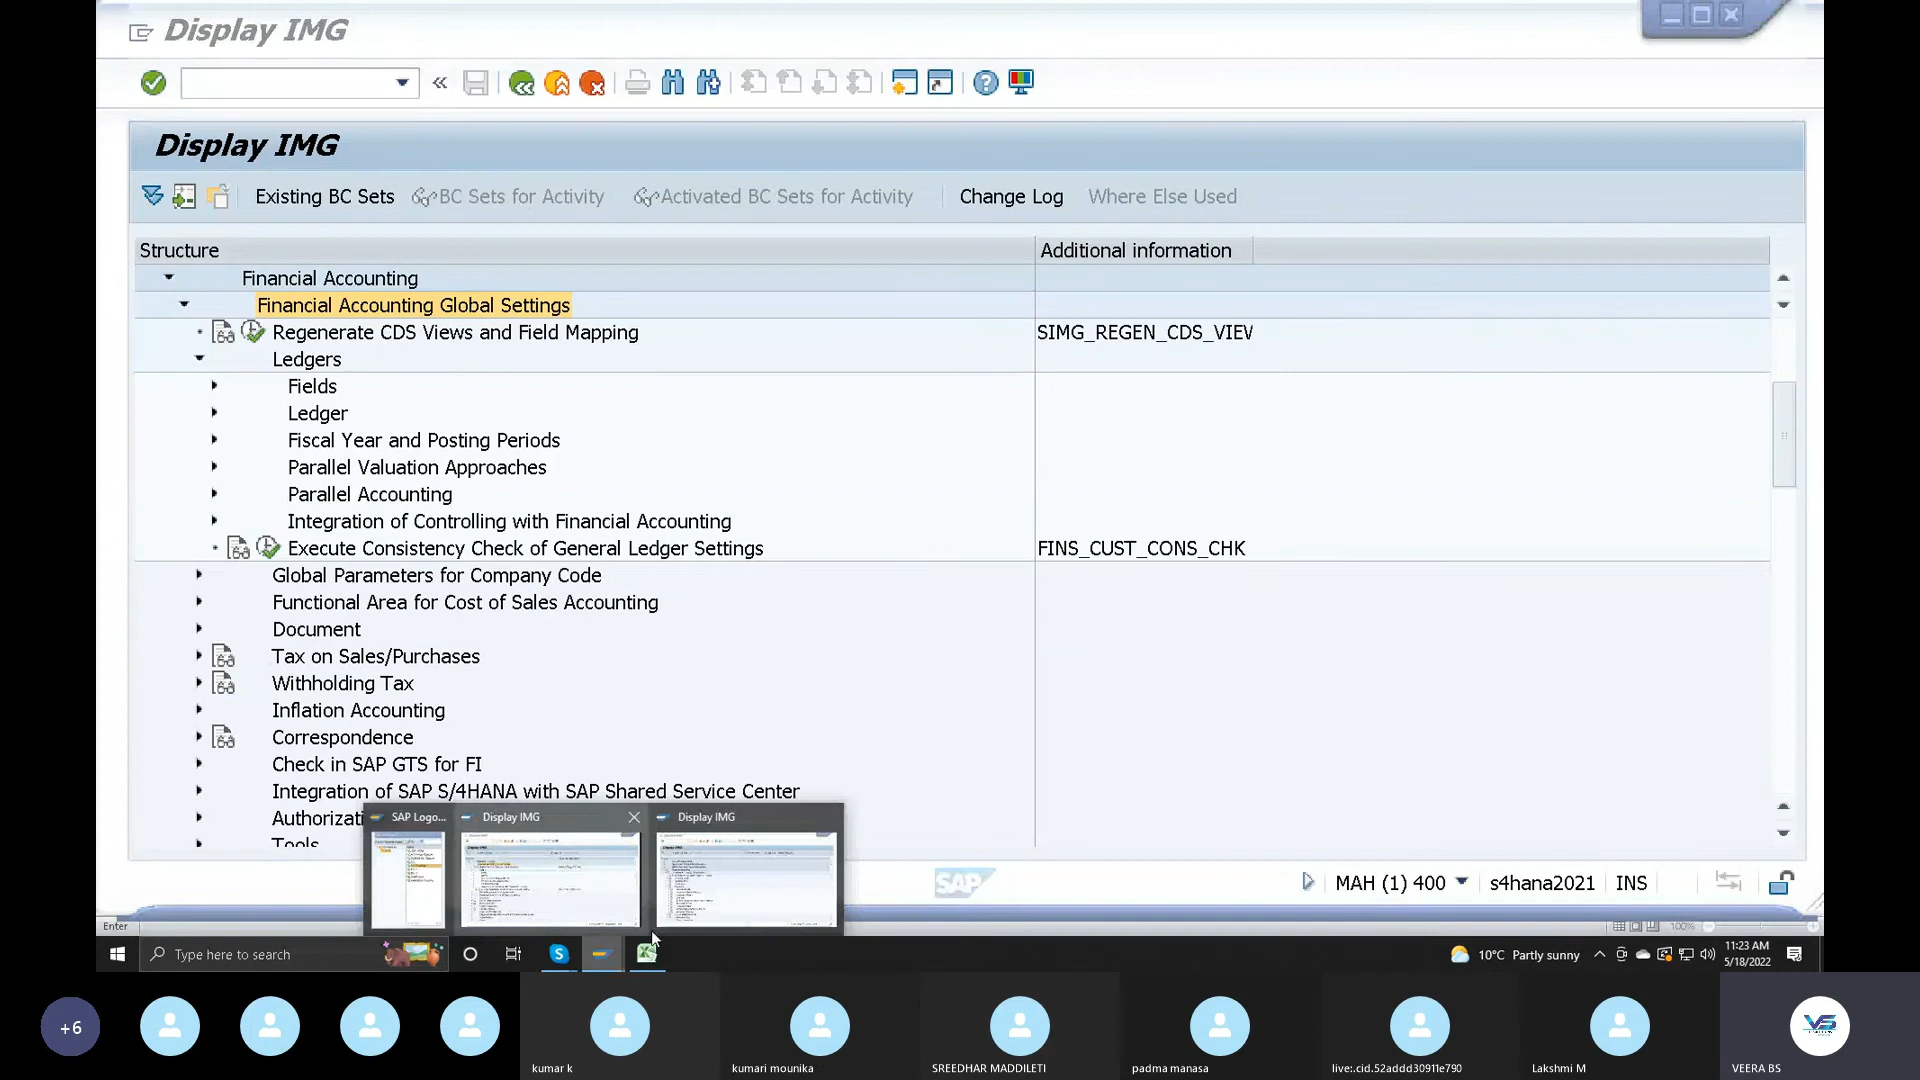 Display IMG
Display IMG
Existing BC Sets BC Sets for Activity Activated BC Sets for Activity Change Log Where Else Used
Structure Additional information
Financial Accounting
Financial Accounting Global Settings
Regenerate CDS Views and Field Mapping SIMG_REGEN_CDS_VIEW
Ledgers
Fields
Ledger
Fiscal Year and Posting Periods
Parallel Valuation Approaches
Parallel Accounting
Integration of Controlling with Financial Accounting
Execute Consistency Check of General Ledger Settings FINS_CUST_CONS_CHK
Global Parameters for Company Code
Functional Area for Cost of Sales Accounting
Document
Tax on Sales/Purchases
Withholding Tax
Inflation Accounting
Correspondence
Check in SAP GTS for FI
Integration of SAP S/4HANA with SAP Shared Service Center
Authorizati
Tools
SAP Logo... Display IMG Display IMG
SAP MAH (1) 400 s4hana2021 INS
Enter 100%
Type here to search 10°C Partly sunny 11:23 AM
5/18/2022
+6 VS
kumar k kumari mounika SREEDHAR MADDILETI padma manasa live:.cid.52addd30911e790 Lakshmi M VEERA BS